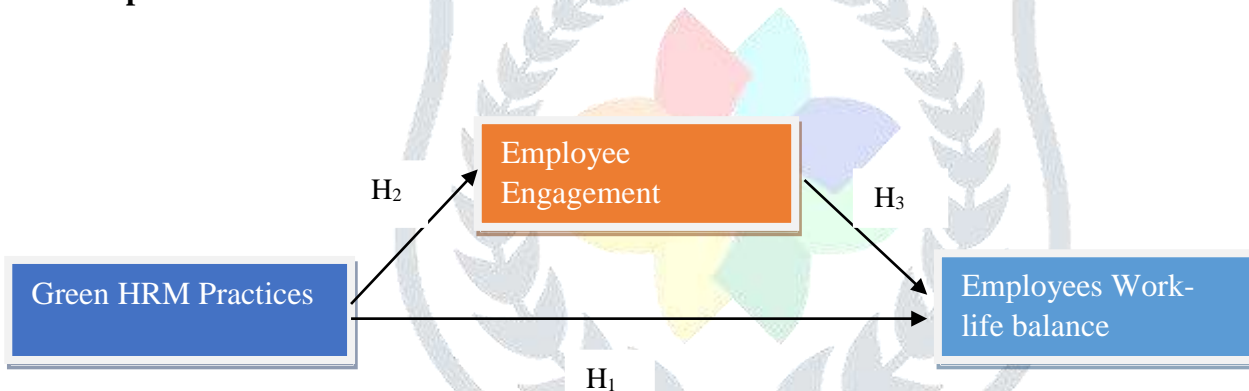 H2
Employee
Engagement
H3
Green HRM Practices
Employees Work-
life balance
H1